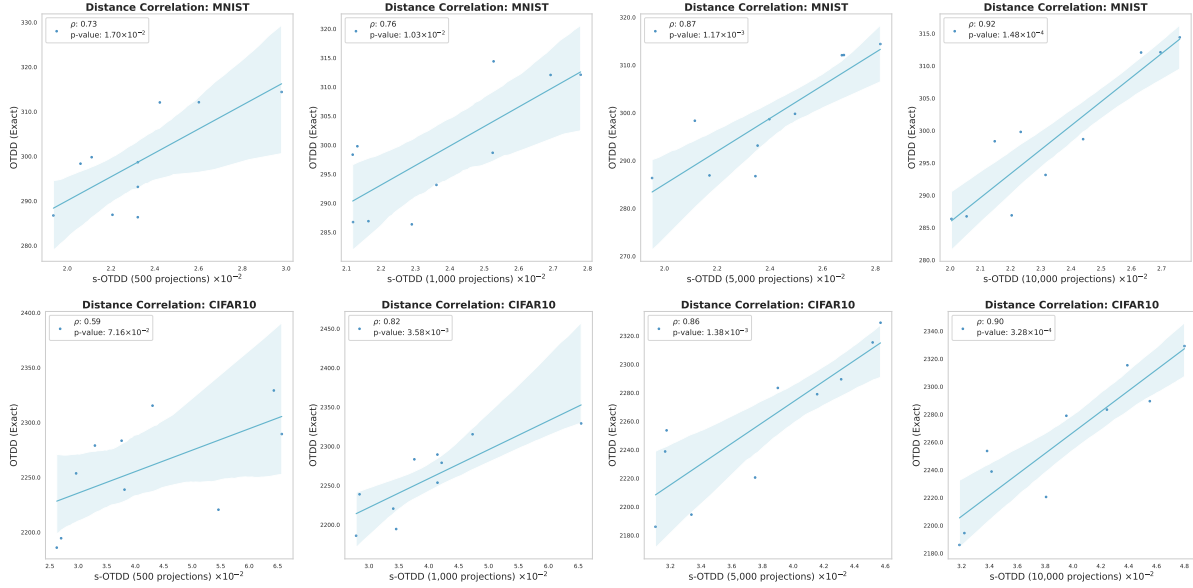 Distance Correlation: MNIST
ρ: 0.73
p-value: 1.70×10⁻²
330.0
320.0
310.0
300.0
290.0
280.0
OTDD (Exact)
2.0 2.2 2.4 2.6 2.8 3.0
s-OTDD (500 projections) ×10⁻²
Distance Correlation: MNIST
ρ: 0.76
p-value: 1.03×10⁻²
320.0
315.0
310.0
305.0
300.0
295.0
290.0
285.0
OTDD (Exact)
2.1 2.2 2.3 2.4 2.5 2.6 2.7 2.8
s-OTDD (1,000 projections) ×10⁻²
Distance Correlation: MNIST
ρ: 0.87
p-value: 1.17×10⁻³
320.0
310.0
300.0
290.0
280.0
270.0
OTDD (Exact)
2.0 2.2 2.4 2.6 2.8
s-OTDD (5,000 projections) ×10⁻²
Distance Correlation: MNIST
ρ: 0.92
p-value: 1.48×10⁻⁴
315.0
310.0
305.0
300.0
295.0
290.0
285.0
280.0
OTDD (Exact)
2.0 2.1 2.2 2.3 2.4 2.5 2.6 2.7
s-OTDD (10,000 projections) ×10⁻²
Distance Correlation: CIFAR10
ρ: 0.59
p-value: 7.16×10⁻²
2400.0
2350.0
2300.0
2250.0
2200.0
OTDD (Exact)
2.5 3.0 3.5 4.0 4.5 5.0 5.5 6.0 6.5
s-OTDD (500 projections) ×10⁻²
Distance Correlation: CIFAR10
ρ: 0.82
p-value: 3.58×10⁻³
2450.0
2400.0
2350.0
2300.0
2250.0
2200.0
OTDD (Exact)
3.0 3.5 4.0 4.5 5.0 5.5 6.0 6.5
s-OTDD (1,000 projections) ×10⁻²
Distance Correlation: CIFAR10
ρ: 0.86
p-value: 1.38×10⁻³
2320.0
2300.0
2280.0
2260.0
2240.0
2220.0
2200.0
2180.0
OTDD (Exact)
3.2 3.4 3.6 3.8 4.0 4.2 4.4 4.6
s-OTDD (5,000 projections) ×10⁻²
Distance Correlation: CIFAR10
ρ: 0.90
p-value: 3.28×10⁻⁴
2340.0
2320.0
2300.0
2280.0
2260.0
2240.0
2220.0
2200.0
2180.0
OTDD (Exact)
3.2 3.4 3.6 3.8 4.0 4.2 4.4 4.6 4.8
s-OTDD (10,000 projections) ×10⁻²